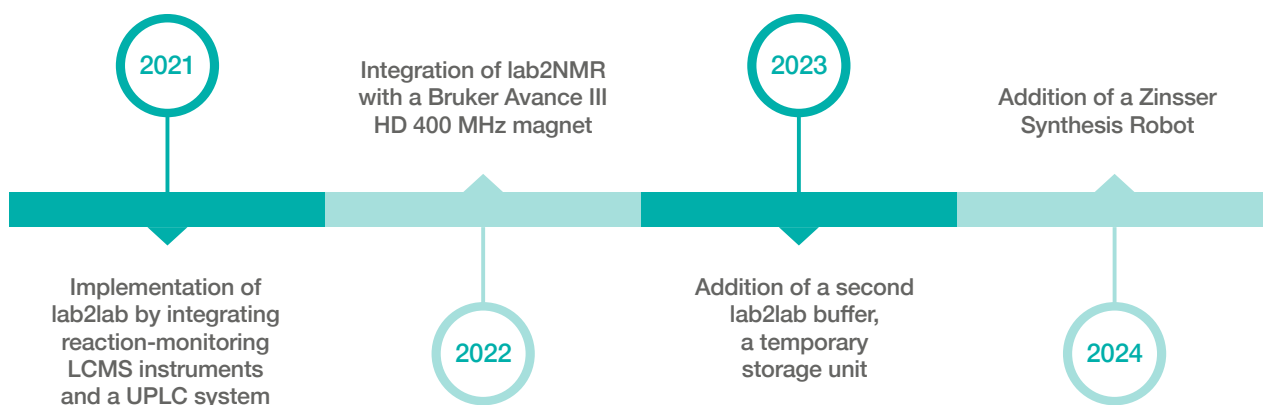 2021
Implementation of
lab2lab by integrating
reaction-monitoring
LCMS instruments
and a UPLC system
Integration of lab2NMR
with a Bruker Avance III
HD 400 MHz magnet
2022
2023
Addition of a second
lab2lab buffer,
a temporary
storage unit
Addition of a Zinsser
Synthesis Robot
2024